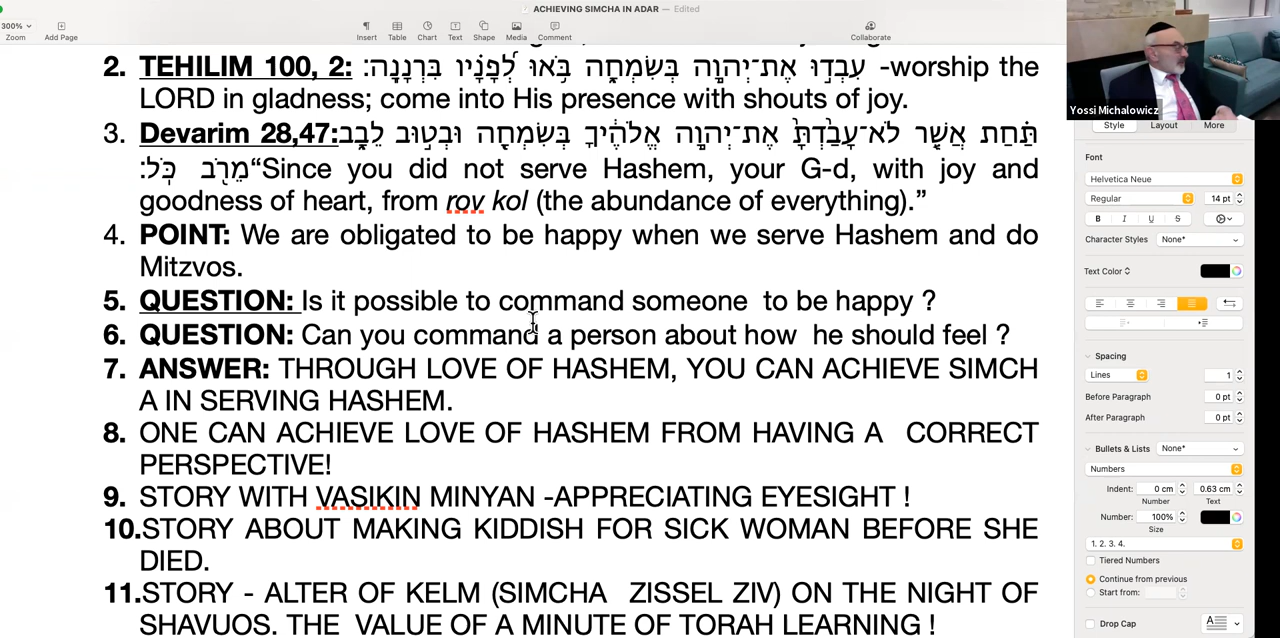 ACHIEVING SIMCHA IN ADAR — Edited
300%
Zoom
Add Page
Insert
Table
Chart
Text
Shape
Media
Comment
Collaborate
2. TEHILIM 100, 2: עִבְד֣וּ אֶת־יְהוָ֣ה בְּשִׂמְחָ֑ה בֹּ֥אוּ לְ֝פָנָ֗יו בִּרְנָנָֽה׃ -worship the
LORD in gladness; come into His presence with shouts of joy.
3. Devarim 28,47: תַּ֗חַת אֲשֶׁ֤ר לֹא־עָבַ֙דְתָּ֙ אֶת־יְהוָ֣ה אֱלֹהֶ֔יךָ בְּשִׂמְחָ֖ה וּבְט֣וּב לֵבָ֑ב
מֵרֹ֖ב כֹּֽל׃ “Since you did not serve Hashem, your G-d, with joy and
goodness of heart, from rov kol (the abundance of everything).”
4. POINT: We are obligated to be happy when we serve Hashem and do
Mitzvos.
5. QUESTION: Is it possible to command someone to be happy ?
6. QUESTION: Can you command a person about how he should feel ?
7. ANSWER: THROUGH LOVE OF HASHEM, YOU CAN ACHIEVE SIMCH
A IN SERVING HASHEM.
8. ONE CAN ACHIEVE LOVE OF HASHEM FROM HAVING A CORRECT
PERSPECTIVE!
9. STORY WITH VASIKIN MINYAN -APPRECIATING EYESIGHT !
10.STORY ABOUT MAKING KIDDISH FOR SICK WOMAN BEFORE SHE
DIED.
11.STORY - ALTER OF KELM (SIMCHA ZISSEL ZIV) ON THE NIGHT OF
SHAVUOS. THE VALUE OF A MINUTE OF TORAH LEARNING !
Yossi Michalowicz
Style Layout More
Font
Helvetica Neue
Regular 14 pt
B I U S
Character Styles None*
Text Color
Spacing
Lines 1
Before Paragraph 0 pt
After Paragraph 0 pt
Bullets & Lists None*
Numbers
Indent: 0 cm 0.63 cm
Number Text
Number: 100%
Size
1. 2. 3. 4.
Tiered Numbers
Continue from previous
Start from:
Drop Cap